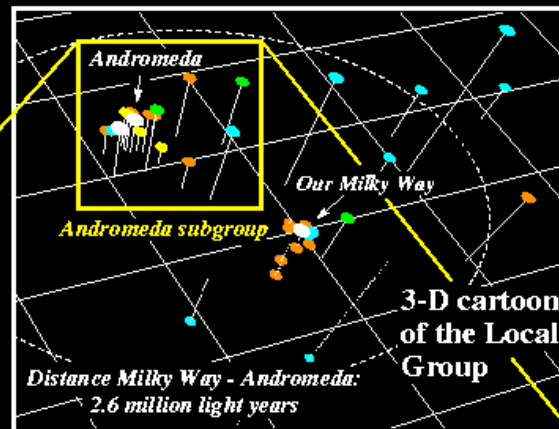 Andromeda
Our Milky Way
Andromeda subgroup
3-D cartoon
of the Local
Group
Distance Milky Way - Andromeda:
2.6 million light years